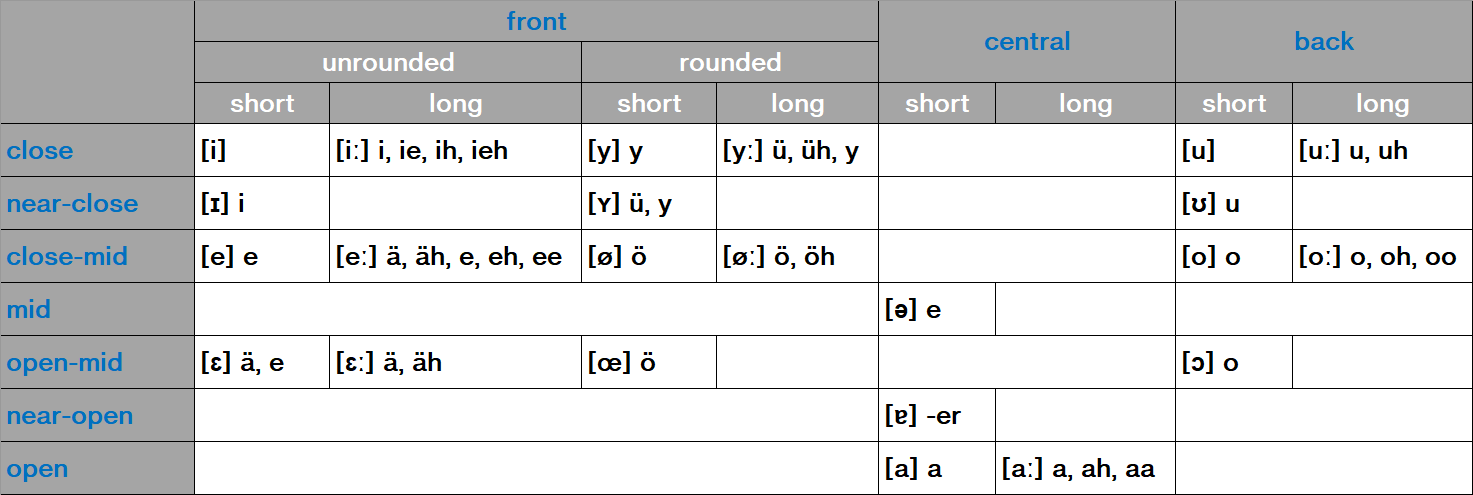 front central back
unrounded rounded
short long short long short long short long
close [i] [iː] i, ie, ih, ieh [y] y [yː] ü, üh, y [u] [uː] u, uh
near-close [ɪ] i [ʏ] ü, y [ʊ] u
close-mid [e] e [eː] ä, äh, e, eh, ee [ø] ö [øː] ö, öh [o] o [oː] o, oh, oo
mid [ə] e
open-mid [ɛ] ä, e [ɛː] ä, äh [œ] ö [ɔ] o
near-open [ɐ] -er
open [a] a [aː] a, ah, aa